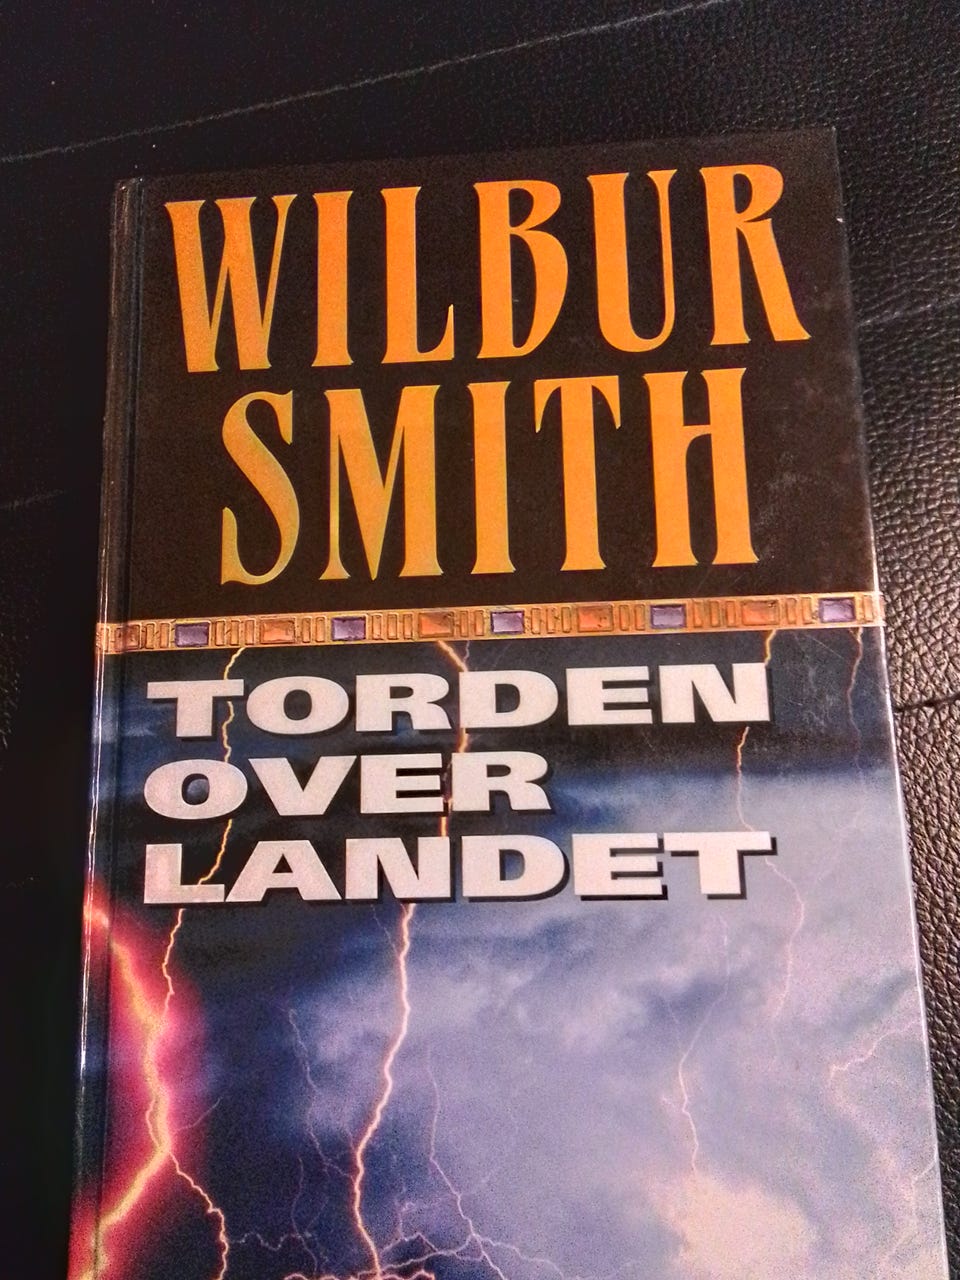 WILBUR
SMITH
TORDEN
OVER
LANDET